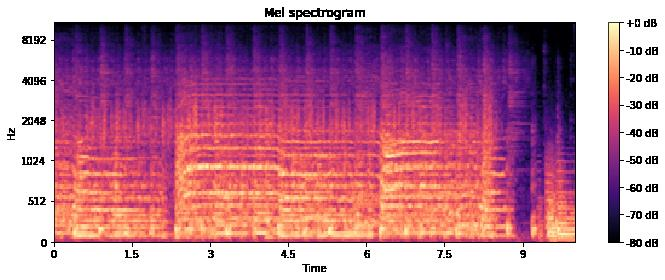 Mel spectrogram
+0 dB
8192
-10 dB
4096
-20 dB
-30 dB
2048
Hz
-40 dB
1024
-50 dB
512
-60 dB
-70 dB
0
-80 dB
0
1.5
3
4.5
6
7.5
9
Time